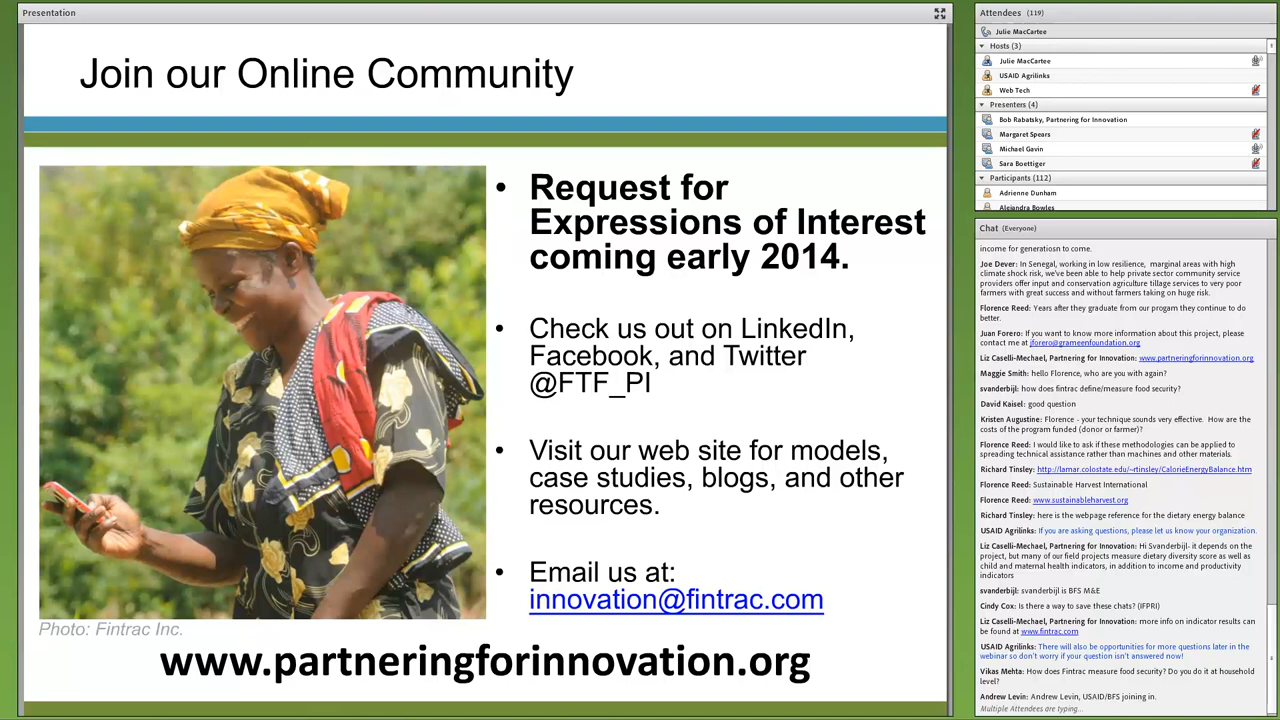 Presentation
Join our Online Community
• Request for
Expressions of Interest
coming early 2014.
• Check us out on LinkedIn,
Facebook, and Twitter
@FTF_PI
• Visit our web site for models,
case studies, blogs, and other
resources.
• Email us at:
innovation@fintrac.com
Photo: Fintrac Inc.
www.partneringforinnovation.org
Attendees (119)
Julie MacCartee
Hosts (3)
Julie MacCartee
USAID Agrilinks
Web Tech
Presenters (4)
Bob Rabatsky, Partnering for Innovation
Margaret Spears
Michael Gavin
Sara Boettiger
Participants (112)
Adrienne Dunham
Alejandra Bowles
Chat (Everyone)
income for generatiosn to come.
Joe Dever: In Senegal, working in low resilience, marginal areas with high
climate shock risk, we've been able to help private sector community service
providers offer input and conservation agriculture tillage services to very poor
farmers with great success and without farmers taking on huge risk.
Florence Reed: Years after they graduate from our progam they continue to do
better.
Juan Forero: If you want to know more information about this project, please
contact me at jforero@grameenfoundation.org
Liz Caselli-Mechael, Partnering for Innovation: www.partneringforinnovation.org
Maggie Smith: hello Florence, who are you with again?
svanderbijl: how does fintrac define/measure food security?
David Kaisel: good question
Kristen Augustine: Florence - your technique sounds very effective. How are the
costs of the program funded (donor or farmer)?
Florence Reed: I would like to ask if these methodologies can be applied to
spreading technical assistance rather than machines and other materials.
Richard Tinsley: http://lamar.colostate.edu/~rtinsley/CalorieEnergyBalance.htm
Florence Reed: Sustainable Harvest International
Florence Reed: www.sustainableharvest.org
Richard Tinsley: here is the webpage reference for the dietary energy balance
USAID Agrilinks: If you are asking questions, please let us know your organization.
Liz Caselli-Mechael, Partnering for Innovation: Hi Svanderbijl- it depends on the
project, but many of our field projects measure dietary diversity score as well as
child and maternal health indicators, in addition to income and productivity
indicators
svanderbijl: svanderbijl is BFS M&E
Cindy Cox: Is there a way to save these chats? (IFPRI)
Liz Caselli-Mechael, Partnering for Innovation: more info on indicator results can
be found at www.fintrac.com
USAID Agrilinks: There will also be opportunities for more questions later in the
webinar so don't worry if your question isn't answered now!
Vikas Mehta: How does Fintrac measure food security? Do you do it at household
level?
Andrew Levin: Andrew Levin, USAID/BFS joining in.
Multiple Attendees are typing...